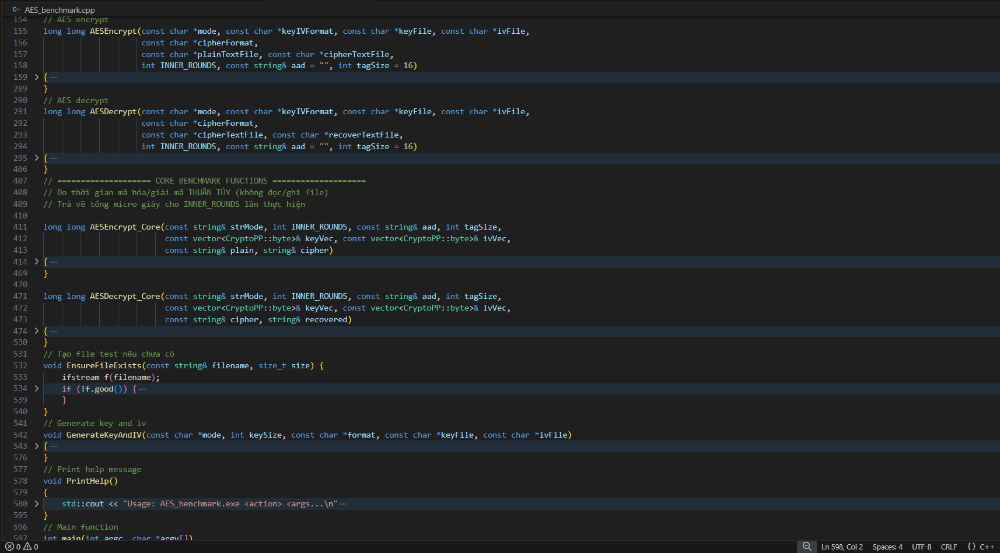 C++ AES_benchmark.cpp
154 // AES encrypt
155 long long AESEncrypt(const char *mode, const char *keyIVFormat, const char *keyFile, const char *ivFile,
156 const char *cipherFormat,
157 const char *plainTextFile, const char *cipherTextFile,
158 int INNER_ROUNDS, const string& aad = "", int tagSize = 16)
159 { ···
289 }
290 // AES decrypt
291 long long AESDecrypt(const char *mode, const char *keyIVFormat, const char *keyFile, const char *ivFile,
292 const char *cipherFormat,
293 const char *cipherTextFile, const char *recoverTextFile,
294 int INNER_ROUNDS, const string& aad = "", int tagSize = 16)
295 { ···
406 }
407 // ==================== CORE BENCHMARK FUNCTIONS ====================
408 // Đo thời gian mã hóa/giải mã THUẦN TÚY (không đọc/ghi file)
409 // Trả về tổng micro giây cho INNER_ROUNDS lần thực hiện
410
411 long long AESEncrypt_Core(const string& strMode, int INNER_ROUNDS, const string& aad, int tagSize,
412 const vector<CryptoPP::byte>& keyVec, const vector<CryptoPP::byte>& ivVec,
413 const string& plain, string& cipher)
414 { ···
469 }
470
471 long long AESDecrypt_Core(const string& strMode, int INNER_ROUNDS, const string& aad, int tagSize,
472 const vector<CryptoPP::byte>& keyVec, const vector<CryptoPP::byte>& ivVec,
473 const string& cipher, string& recovered)
474 { ···
530 }
531 // Tạo file test nếu chưa có
532 void EnsureFileExists(const string& filename, size_t size) {
533 ifstream f(filename);
534 if (!f.good()) { ···
539 }
540 }
541 // Generate key and iv
542 void GenerateKeyAndIV(const char *mode, int keySize, const char *format, const char *keyFile, const char *ivFile)
543 { ···
576 }
577 // Print help message
578 void PrintHelp()
579 {
580 std::cout << "Usage: AES_benchmark.exe <action> <args...\n" ···
595 }
596 // Main function
597 int main(int argc, char *argv[])
0 0 Ln 598, Col 2 Spaces: 4 UTF-8 CRLF {} C++